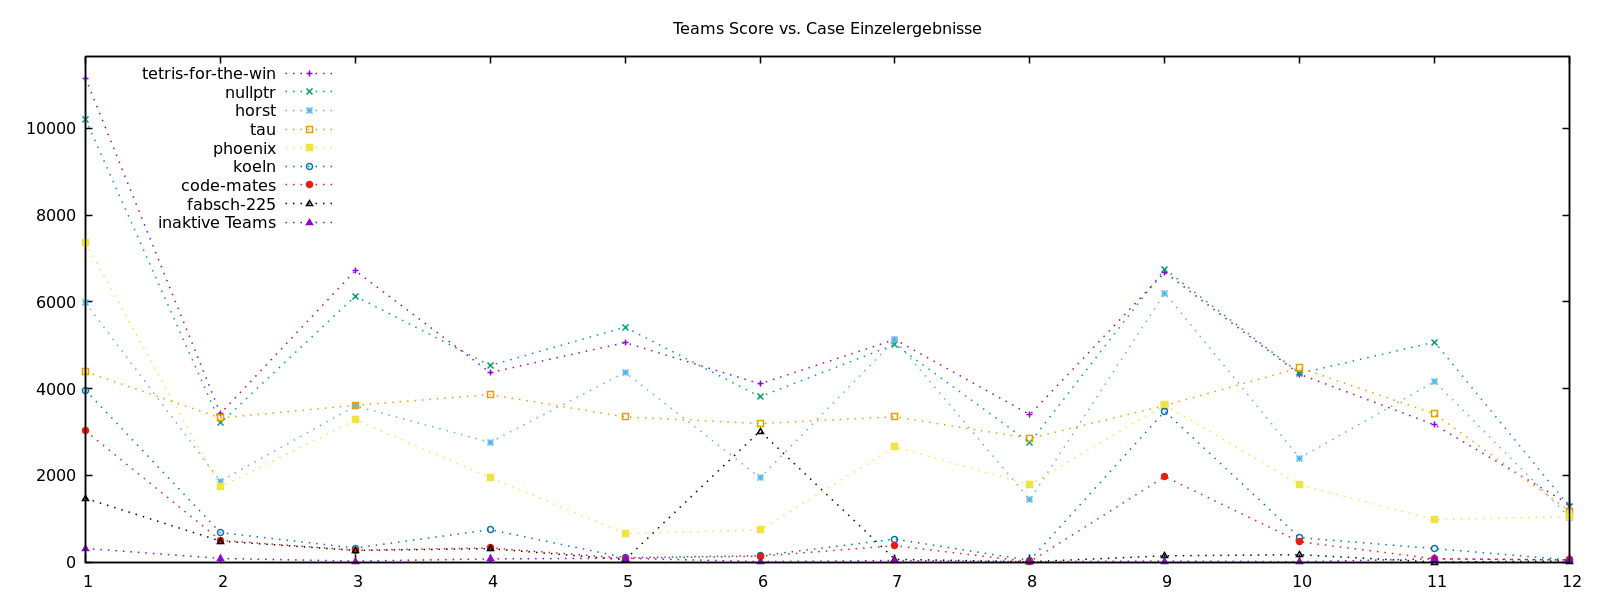 Teams Score vs. Case Einzelergebnisse
tetris-for-the-win
nullptr
horst
tau
phoenix
koeln
code-mates
fabsch-225
inaktive Teams
10000
8000
6000
4000
2000
0
1 2 3 4 5 6 7 8 9 10 11 12